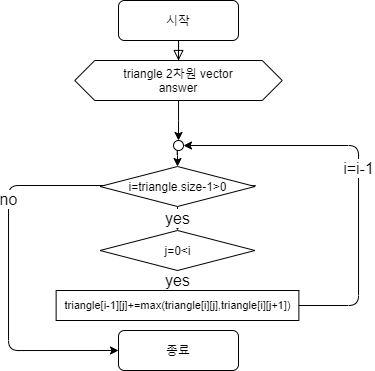 시작
triangle 2차원 vector
answer
i=triangle.size-1>0
i=i-1
no
yes
j=0<i
yes
triangle[i-1][j]+=max(triangle[i][j],triangle[i][j+1])
종료